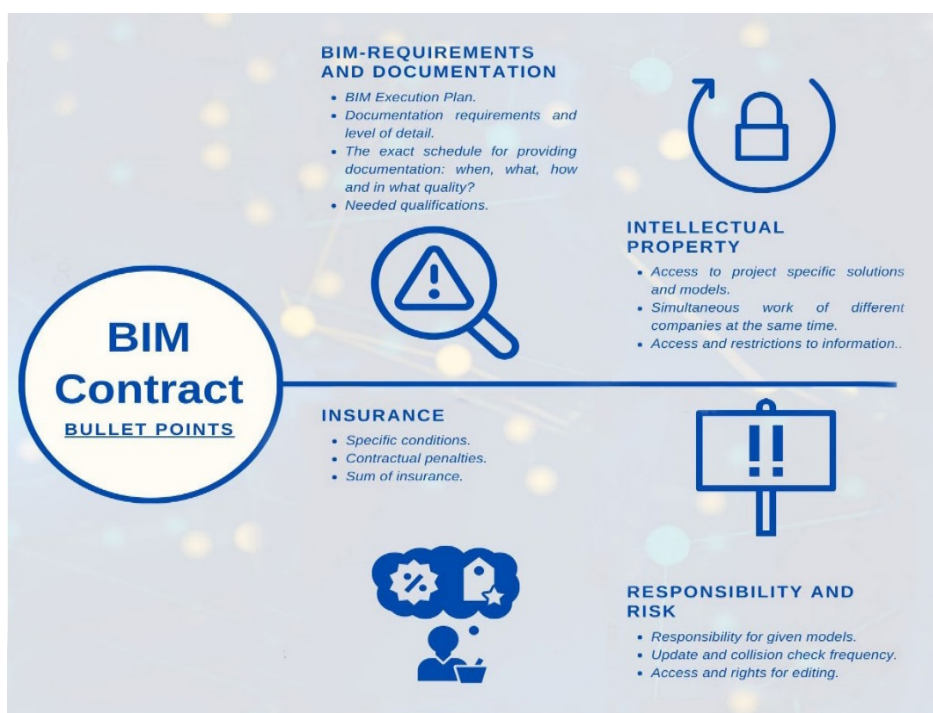 BIM
Contract
BULLET POINTS
BIM-REQUIREMENTS
AND DOCUMENTATION
• BIM Execution Plan.
• Documentation requirements and
level of detail.
• The exact schedule for providing
documentation: when, what, how
and in what quality?
• Needed qualifications.
INTELLECTUAL
PROPERTY
• Access to project specific solutions
and models.
• Simultaneous work of different
companies at the same time.
• Access and restrictions to information..
INSURANCE
• Specific conditions.
• Contractual penalties.
• Sum of insurance.
RESPONSIBILITY AND
RISK
• Responsibility for given models.
• Update and collision check frequency.
• Access and rights for editing.